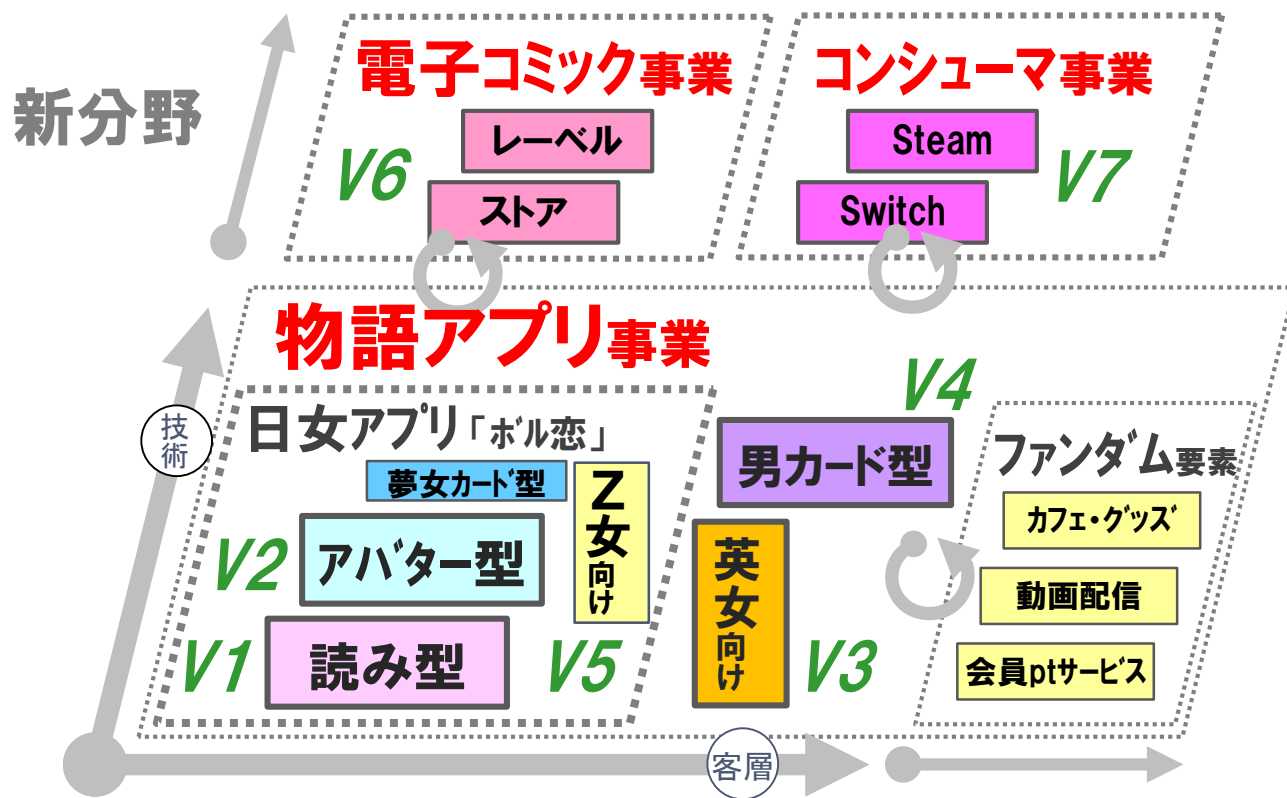 新分野
電子コミック事業
V6
レーベル
ストア
コンシューマ事業
Steam
Switch
V7
物語アプリ事業
技術
日女アプリ「ボル恋」
夢女カード型
V2
アバター型
Z女向け
V1
読み型
V5
V4
男カード型
英女向け
V3
ファンダム要素
カフェ・グッズ
動画配信
会員ptサービス
客層